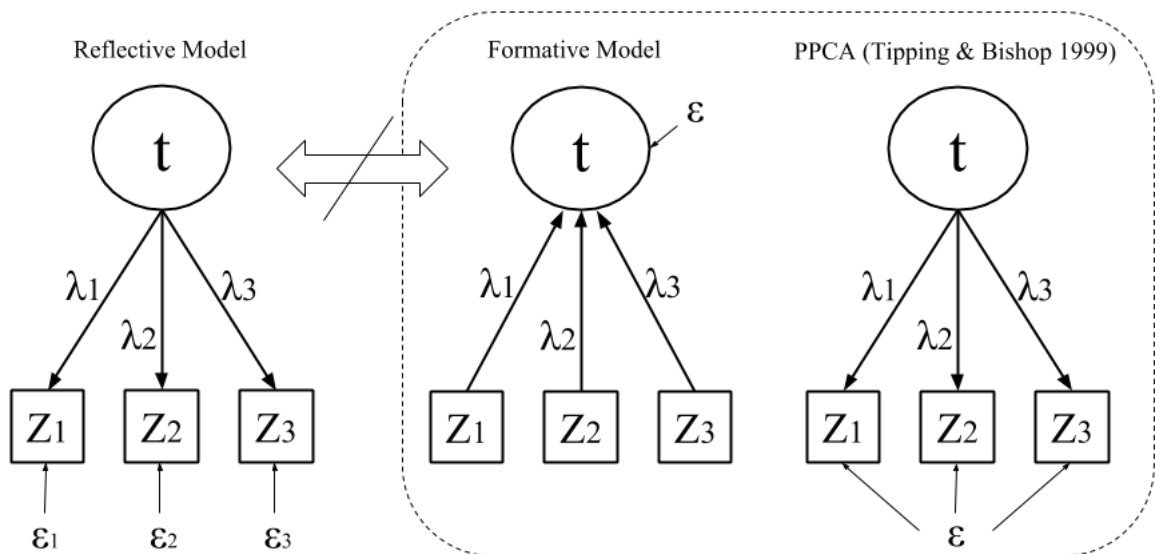 Reflective Model
t
λ1
λ2
λ3
Z1
Z2
Z3
ε1
ε2
ε3
Formative Model
t
ε
λ1
λ2
λ3
Z1
Z2
Z3
PPCA (Tipping & Bishop 1999)
t
λ1
λ2
λ3
Z1
Z2
Z3
ε